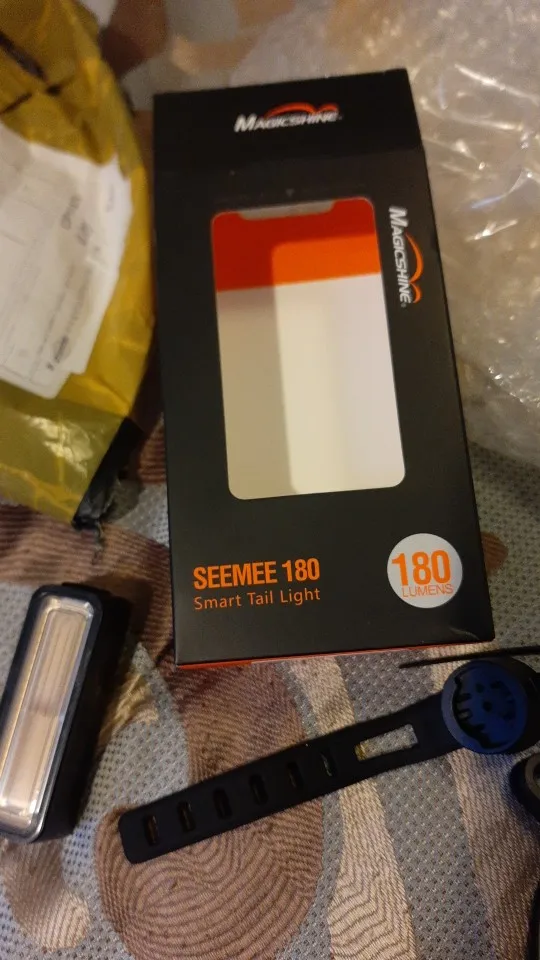 MAGICSHINE
MAGICSHINE
SEEMEE 180
Smart Tail Light
180
LUMENS